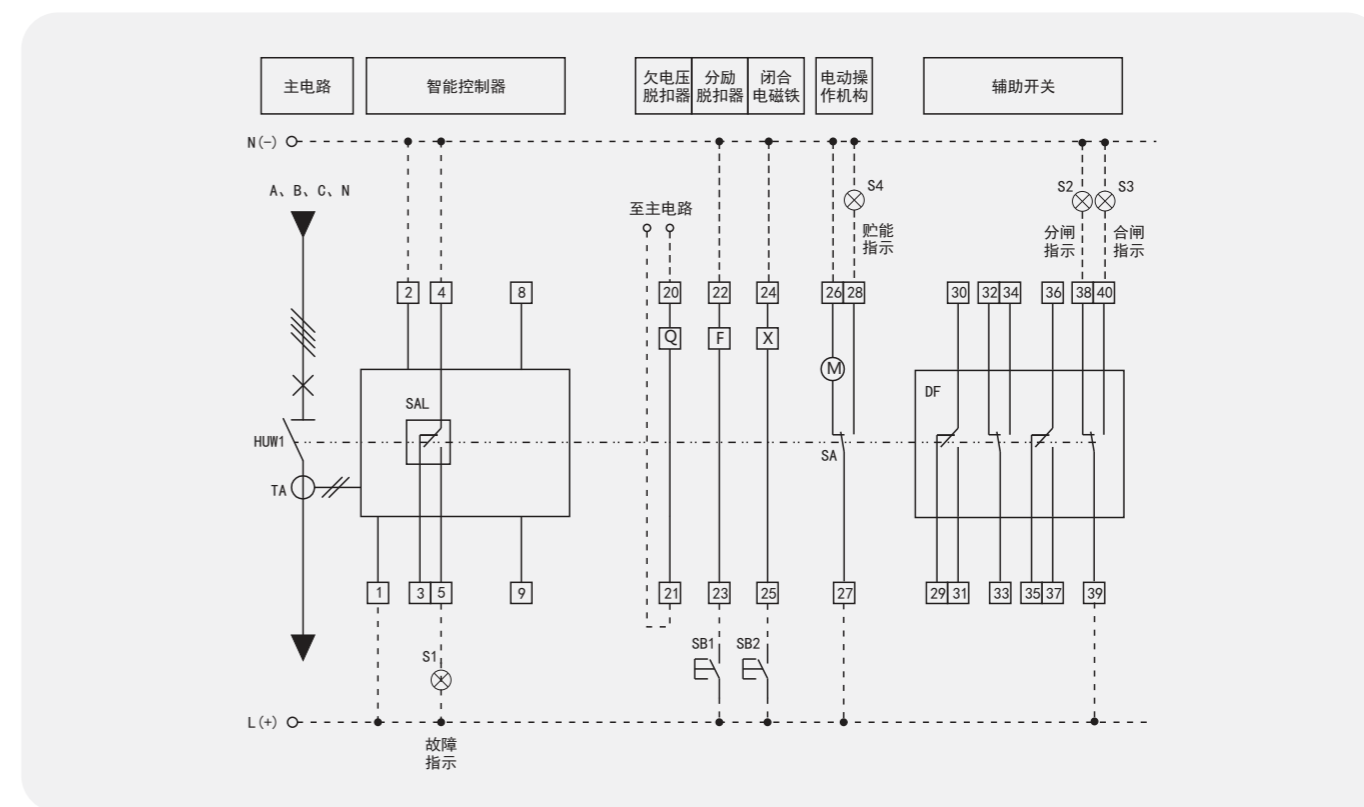 主电路
智能控制器
欠电压
脱扣器
分励
脱扣器
闭合
电磁铁
电动操
作机构
辅助开关
N(-)
A、B、C、N
至主电路
S4
贮能
指示
S2
S3
分闸
指示
合闸
指示
2
4
8
20
22
24
26
28
30
32
34
36
38
40
Q
F
X
M
SAL
DF
HUW1
SA
TA
1
3
5
9
21
23
25
27
29
31
33
35
37
39
S1
SB1
SB2
L(+)
故障
指示